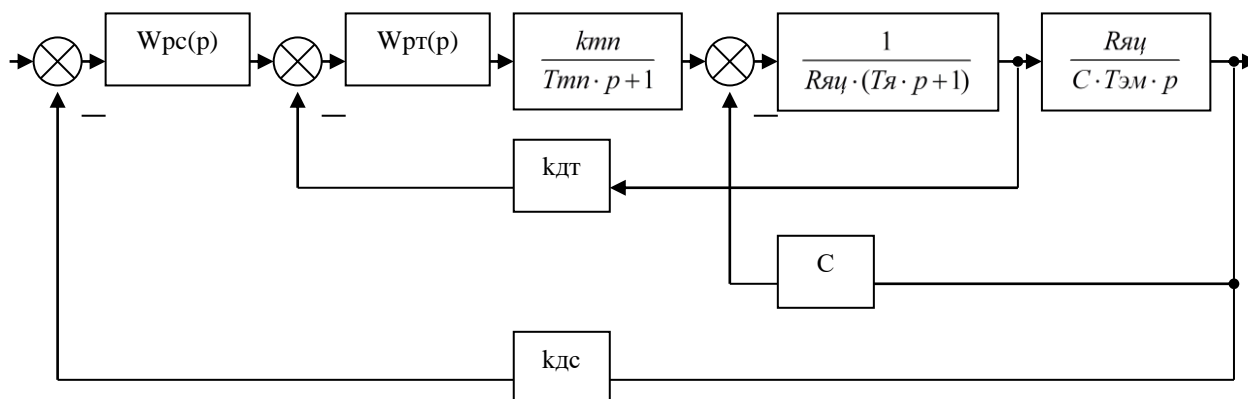 Wрс(p)
Wрт(p)
kтп
Tтп · p + 1
1
Rяц · (Tя · p + 1)
Rяц
C · Tэм · p
—
—
—
kдт
C
kдс